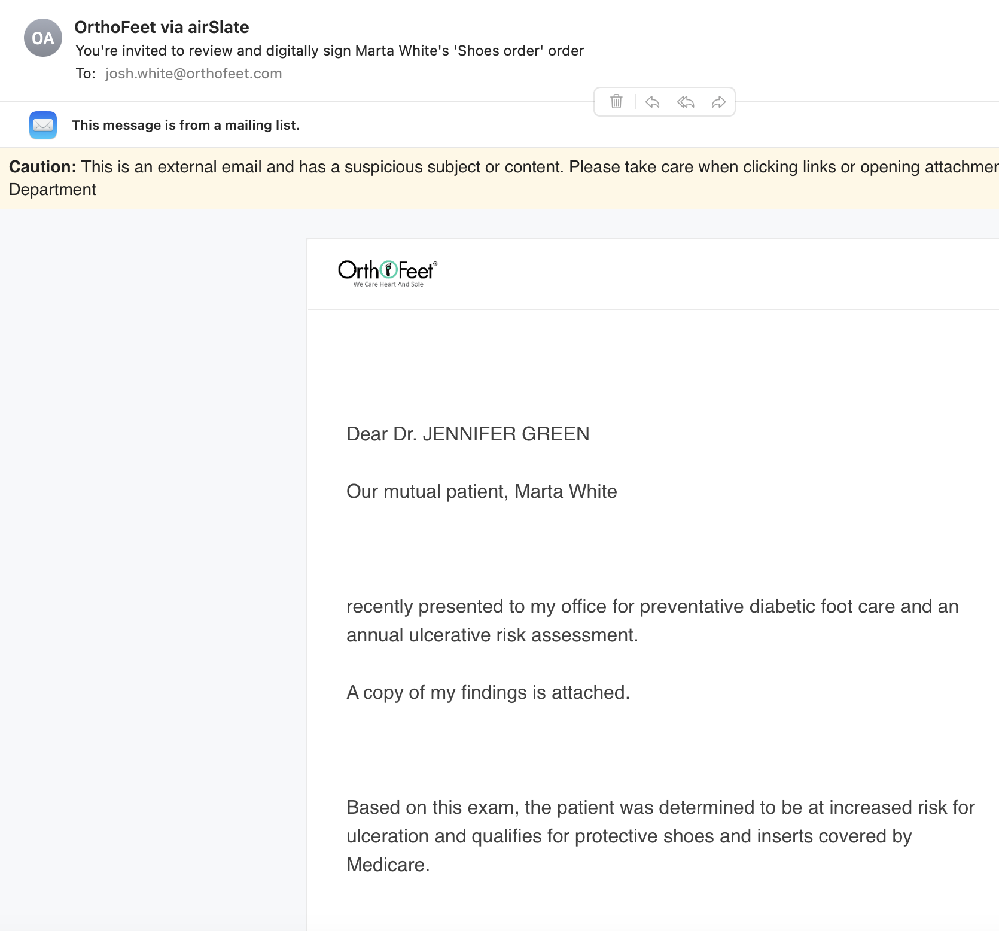 OA
OrthoFeet via airSlate
You're invited to review and digitally sign Marta White's 'Shoes order' order
To: josh.white@orthofeet.com
This message is from a mailing list.
Caution: This is an external email and has a suspicious subject or content. Please take care when clicking links or opening
Department
OrthoFeet®
We Care Heart And Sole
Dear Dr. JENNIFER GREEN
Our mutual patient, Marta White
recently presented to my office for preventative diabetic foot care and an
annual ulcerative risk assessment.
A copy of my findings is attached.
Based on this exam, the patient was determined to be at increased risk for
ulceration and qualifies for protective shoes and inserts covered by
Medicare.